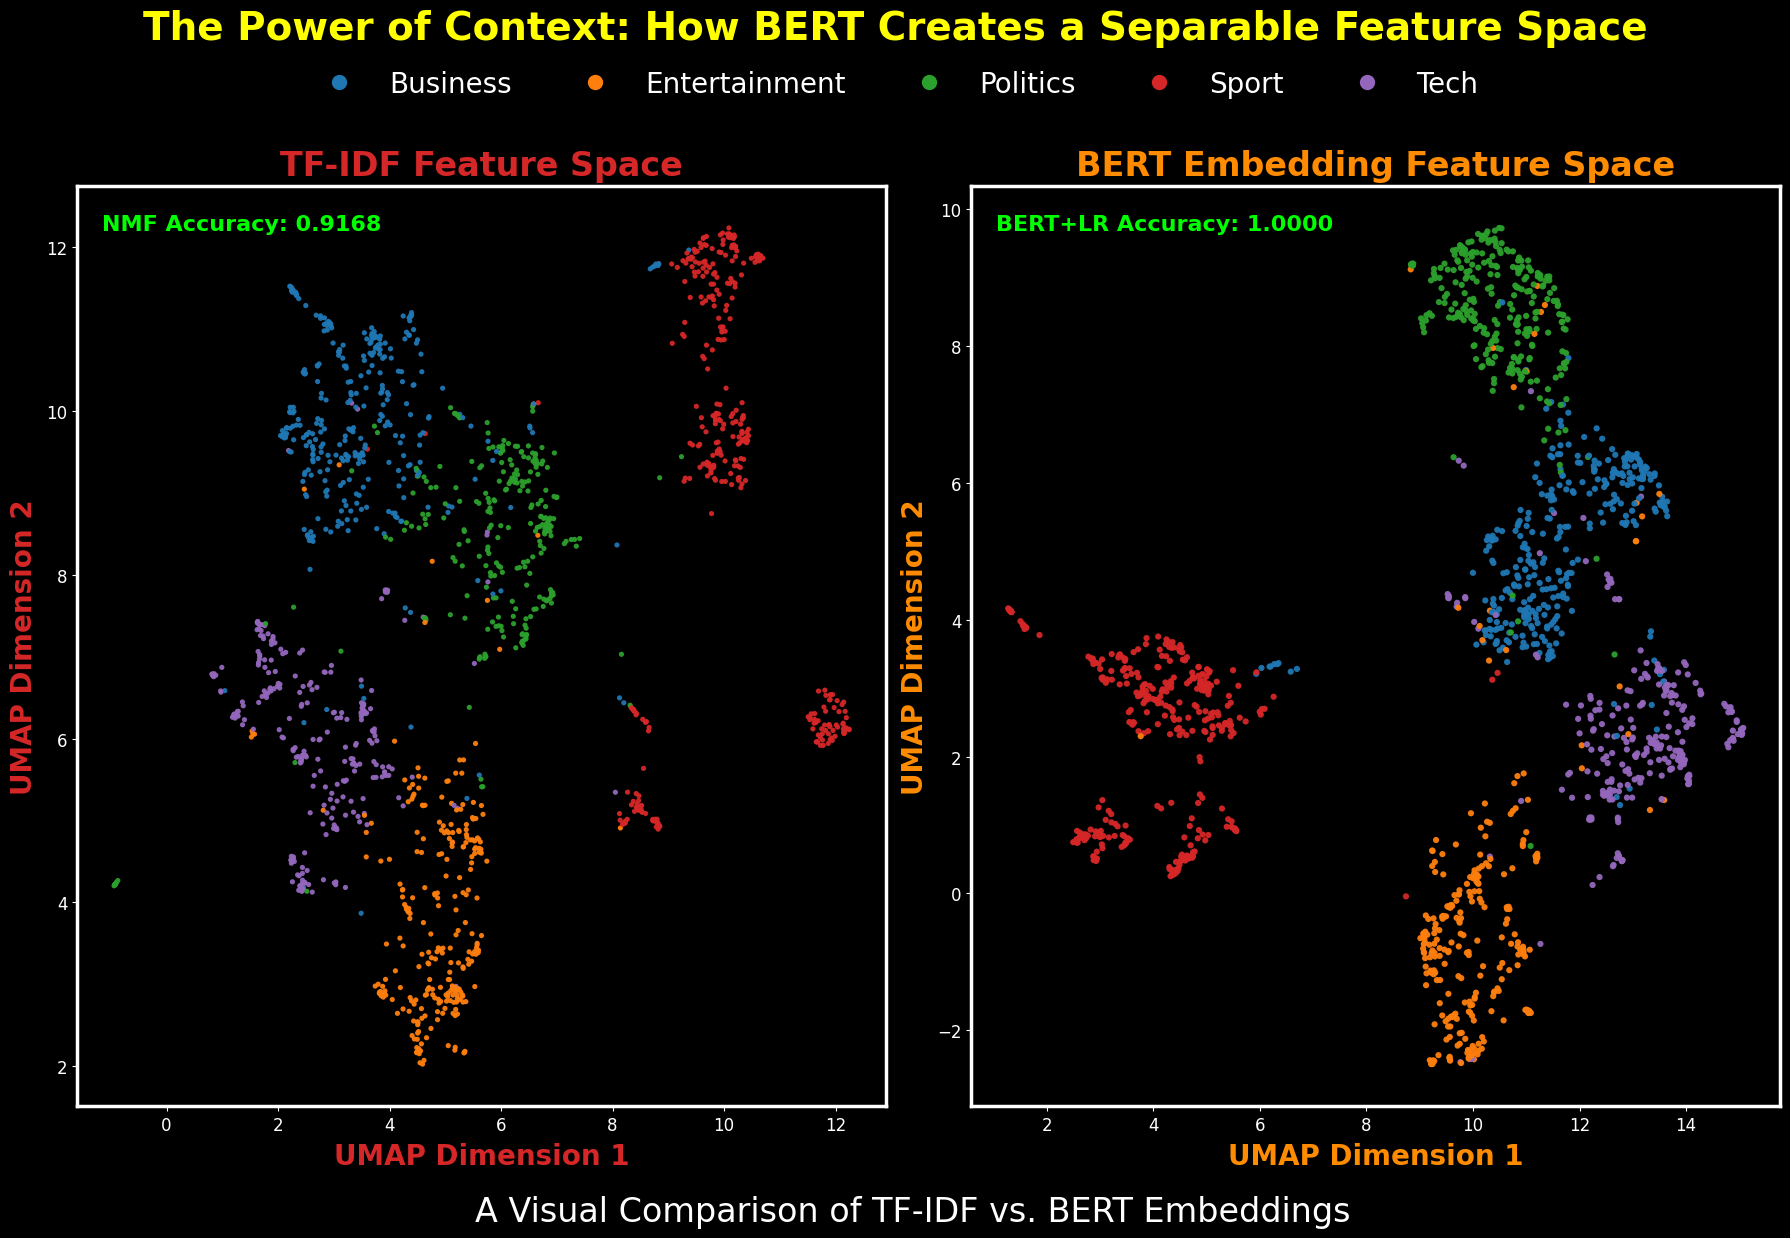 The Power of Context: How BERT Creates a Separable Feature Space
Business
Entertainment
Politics
Sport
Tech
TF-IDF Feature Space
NMF Accuracy: 0.9168
UMAP Dimension 2
12
10
8
6
4
2
0
2
4
6
8
10
12
UMAP Dimension 1
BERT Embedding Feature Space
BERT+LR Accuracy: 1.0000
UMAP Dimension 2
10
8
6
4
2
0
−2
2
4
6
8
10
12
14
UMAP Dimension 1
A Visual Comparison of TF-IDF vs. BERT Embeddings